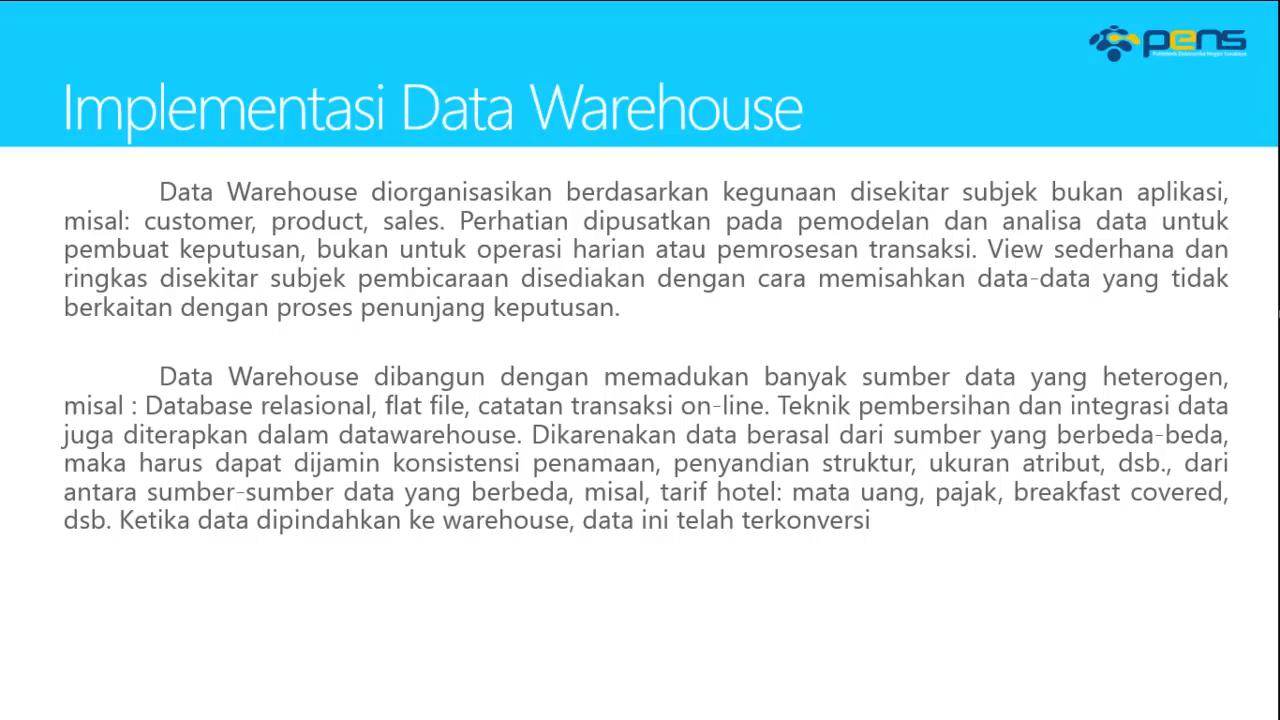 pens
Politeknik Elektronika Negeri Surabaya
Implementasi Data Warehouse
Data Warehouse diorganisasikan berdasarkan kegunaan disekitar subjek bukan aplikasi,
misal: customer, product, sales. Perhatian dipusatkan pada pemodelan dan analisa data untuk
pembuat keputusan, bukan untuk operasi harian atau pemrosesan transaksi. View sederhana dan
ringkas disekitar subjek pembicaraan disediakan dengan cara memisahkan data-data yang tidak
berkaitan dengan proses penunjang keputusan.
Data Warehouse dibangun dengan memadukan banyak sumber data yang heterogen,
misal : Database relasional, flat file, catatan transaksi on-line. Teknik pembersihan dan integrasi data
juga diterapkan dalam datawarehouse. Dikarenakan data berasal dari sumber yang berbeda-beda,
maka harus dapat dijamin konsistensi penamaan, penyandian struktur, ukuran atribut, dsb., dari
antara sumber-sumber data yang berbeda, misal, tarif hotel: mata uang, pajak, breakfast covered,
dsb. Ketika data dipindahkan ke warehouse, data ini telah terkonversi